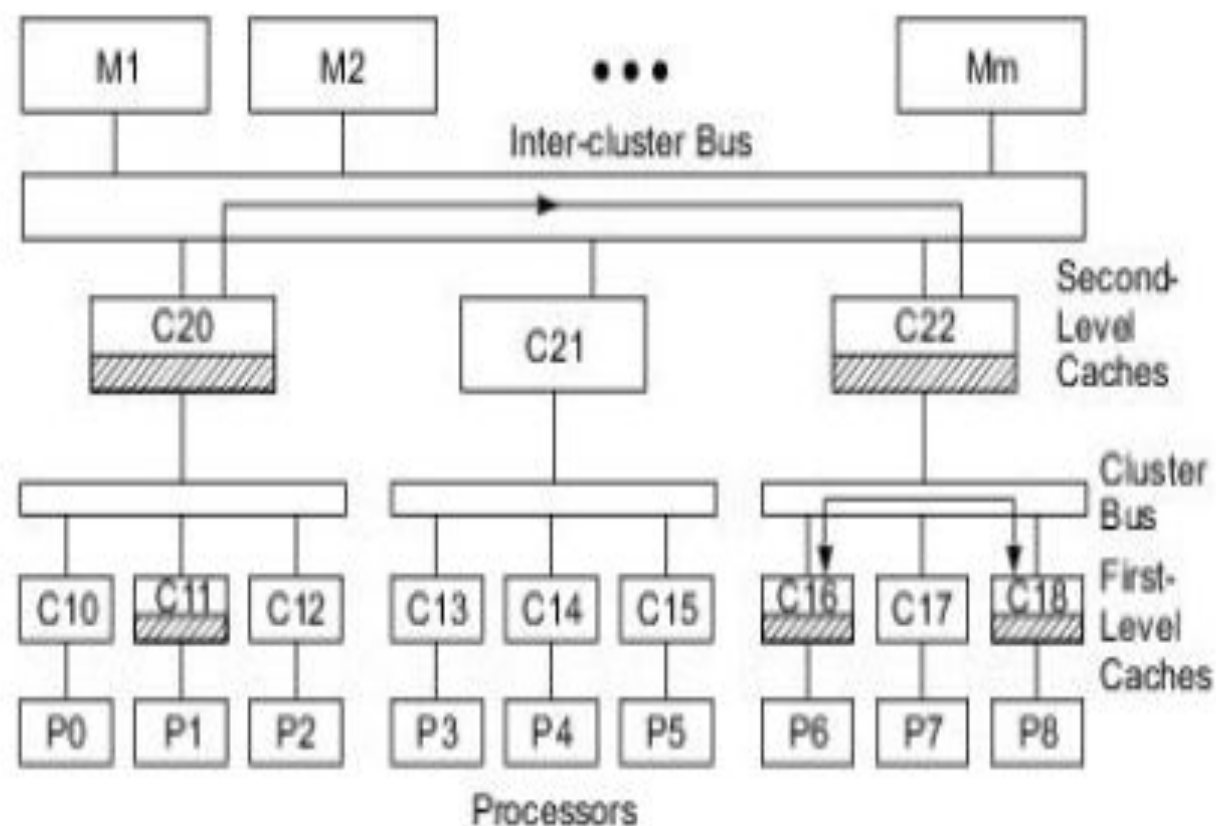 M1 M2 ••• Mm
Inter-cluster Bus
C20 C21 C22
Second-
Level
Caches
Cluster
Bus
C10 C11 C12 C13 C14 C15 C16 C17 C18
First-
Level
Caches
P0 P1 P2 P3 P4 P5 P6 P7 P8
Processors